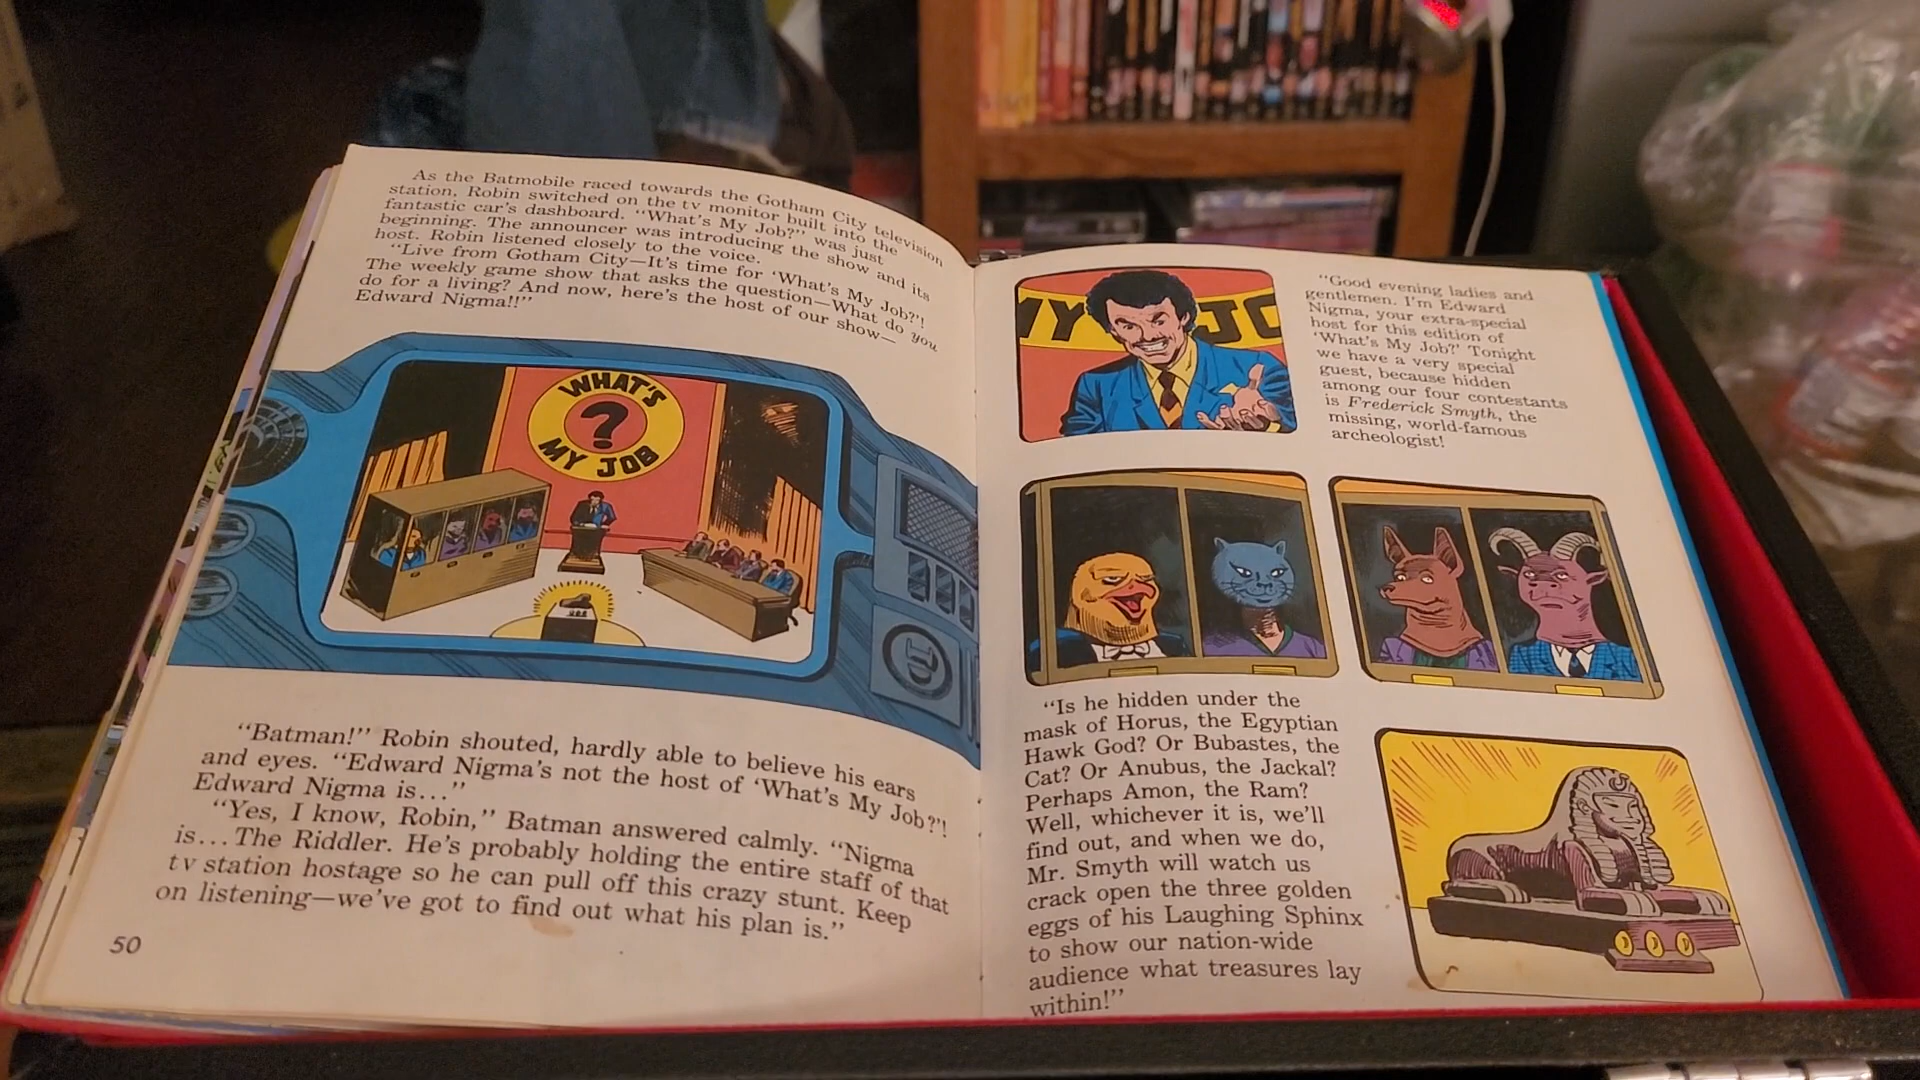 As the Batmobile raced towards the Gotham City television
station, Robin switched on the tv monitor built into the
fantastic car's dashboard. "What's My Job?" was just
beginning. The announcer was introducing the show and its
host. Robin listened closely to the voice.
"Live from Gotham City—It's time for 'What's My Job?'!
The weekly game show that asks the question—What do you
do for a living? And now, here's the host of our show—
Edward Nigma!!"
WHAT'S
?
MY JOB
"Batman!" Robin shouted, hardly able to believe his ears
and eyes. "Edward Nigma's not the host of 'What's My Job?'!
Edward Nigma is..."
"Yes, I know, Robin," Batman answered calmly. "Nigma
is... The Riddler. He's probably holding the entire staff of that
tv station hostage so he can pull off this crazy stunt. Keep
on listening—we've got to find out what his plan is."
50
MY JO
"Good evening ladies and
gentlemen. I'm Edward
Nigma, your extra-special
host for this edition of
'What's My Job?' Tonight
we have a very special
guest, because hidden
among our four contestants
is Frederick Smyth, the
missing, world-famous
archeologist!
"Is he hidden under the
mask of Horus, the Egyptian
Hawk God? Or Bubastes, the
Cat? Or Anubus, the Jackal?
Perhaps Amon, the Ram?
Well, whichever it is, we'll
find out, and when we do,
Mr. Smyth will watch us
crack open the three golden
eggs of his Laughing Sphinx
to show our nation-wide
audience what treasures lay
within!"